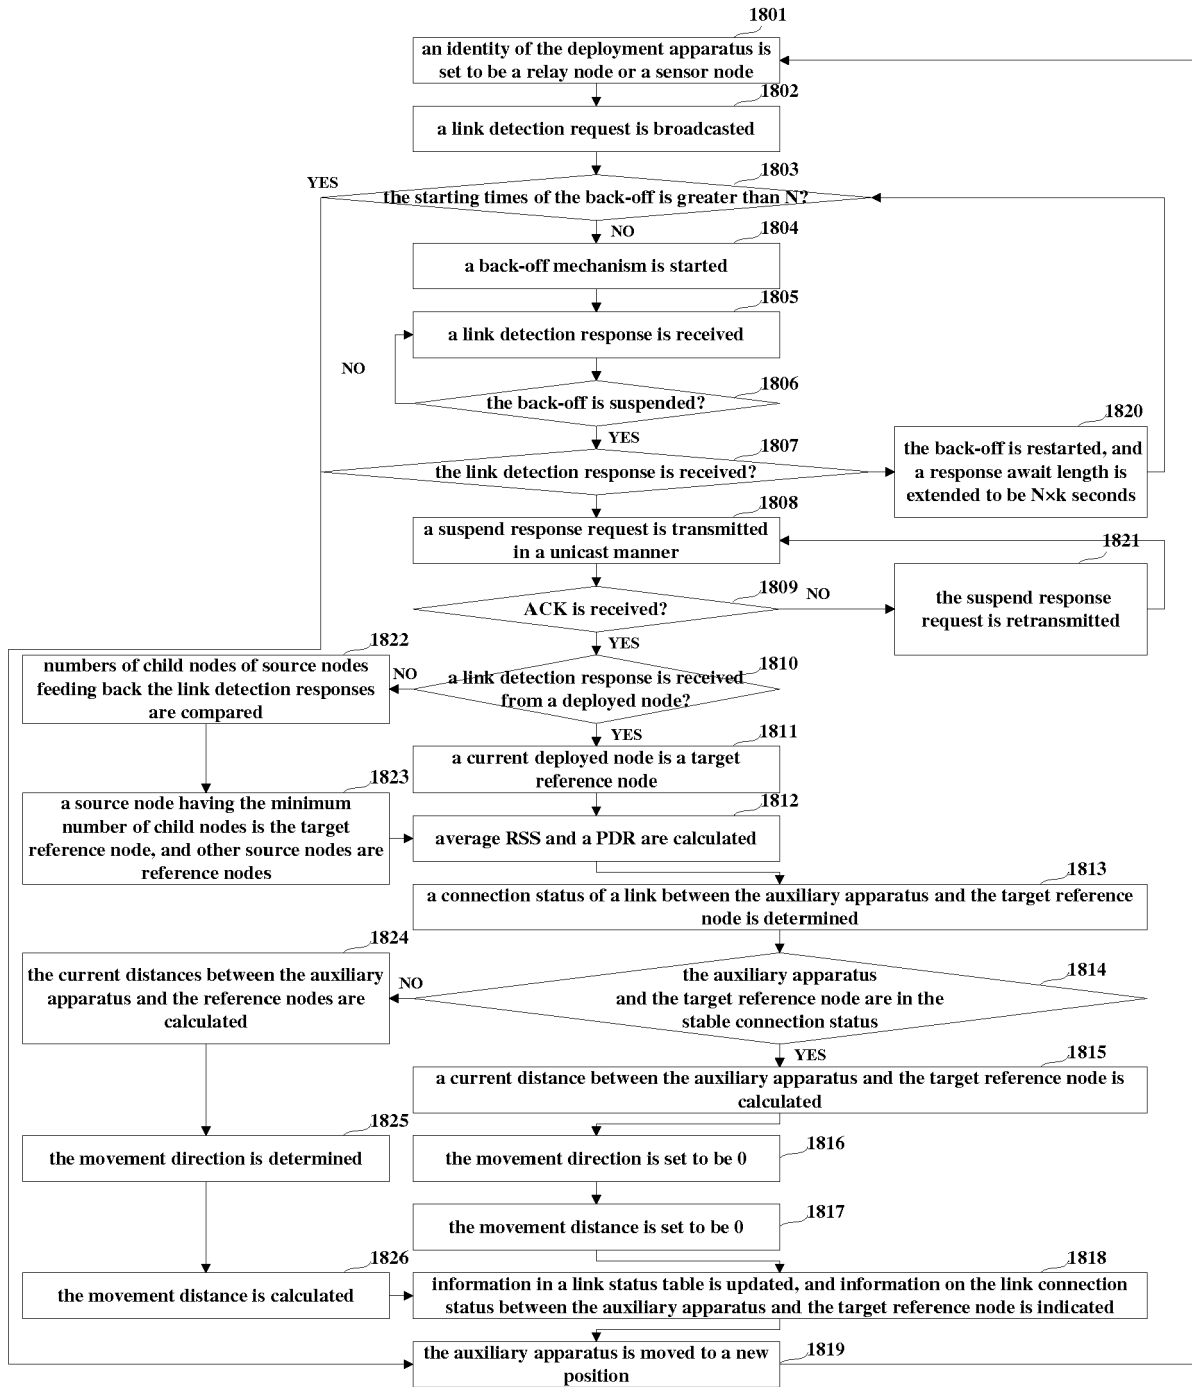 1801
an identity of the deployment apparatus is
set to be a relay node or a sensor node
1802
a link detection request is broadcasted
1803
YES
the starting times of the back-off is greater than N?
NO
1804
a back-off mechanism is started
1805
a link detection response is received
NO
1806
the back-off is suspended?
YES
1807
the link detection response is received?
1820
the back-off is restarted, and
a response await length is
extended to be N×k seconds
1808
a suspend response request is transmitted
in a unicast manner
1809
ACK is received?
NO
1821
the suspend response
request is retransmitted
YES
1822
numbers of child nodes of source nodes
feeding back the link detection responses
are compared
NO
1810
a link detection response is received
from a deployed node?
YES
1811
a current deployed node is a target
reference node
1823
a source node having the minimum
number of child nodes is the target
reference node, and other source nodes are
reference nodes
1812
average RSS and a PDR are calculated
1813
a connection status of a link between the auxiliary apparatus and the target reference
node is determined
1824
the current distances between the auxiliary
apparatus and the reference nodes are
calculated
NO
1814
the auxiliary apparatus
and the target reference node are in the
stable connection status
YES
1815
a current distance between the auxiliary apparatus and the target reference node is
calculated
1825
the movement direction is determined
1816
the movement direction is set to be 0
1817
the movement distance is set to be 0
1826
the movement distance is calculated
1818
information in a link status table is updated, and information on the link connection
status between the auxiliary apparatus and the target reference node is indicated
1819
the auxiliary apparatus is moved to a new
position